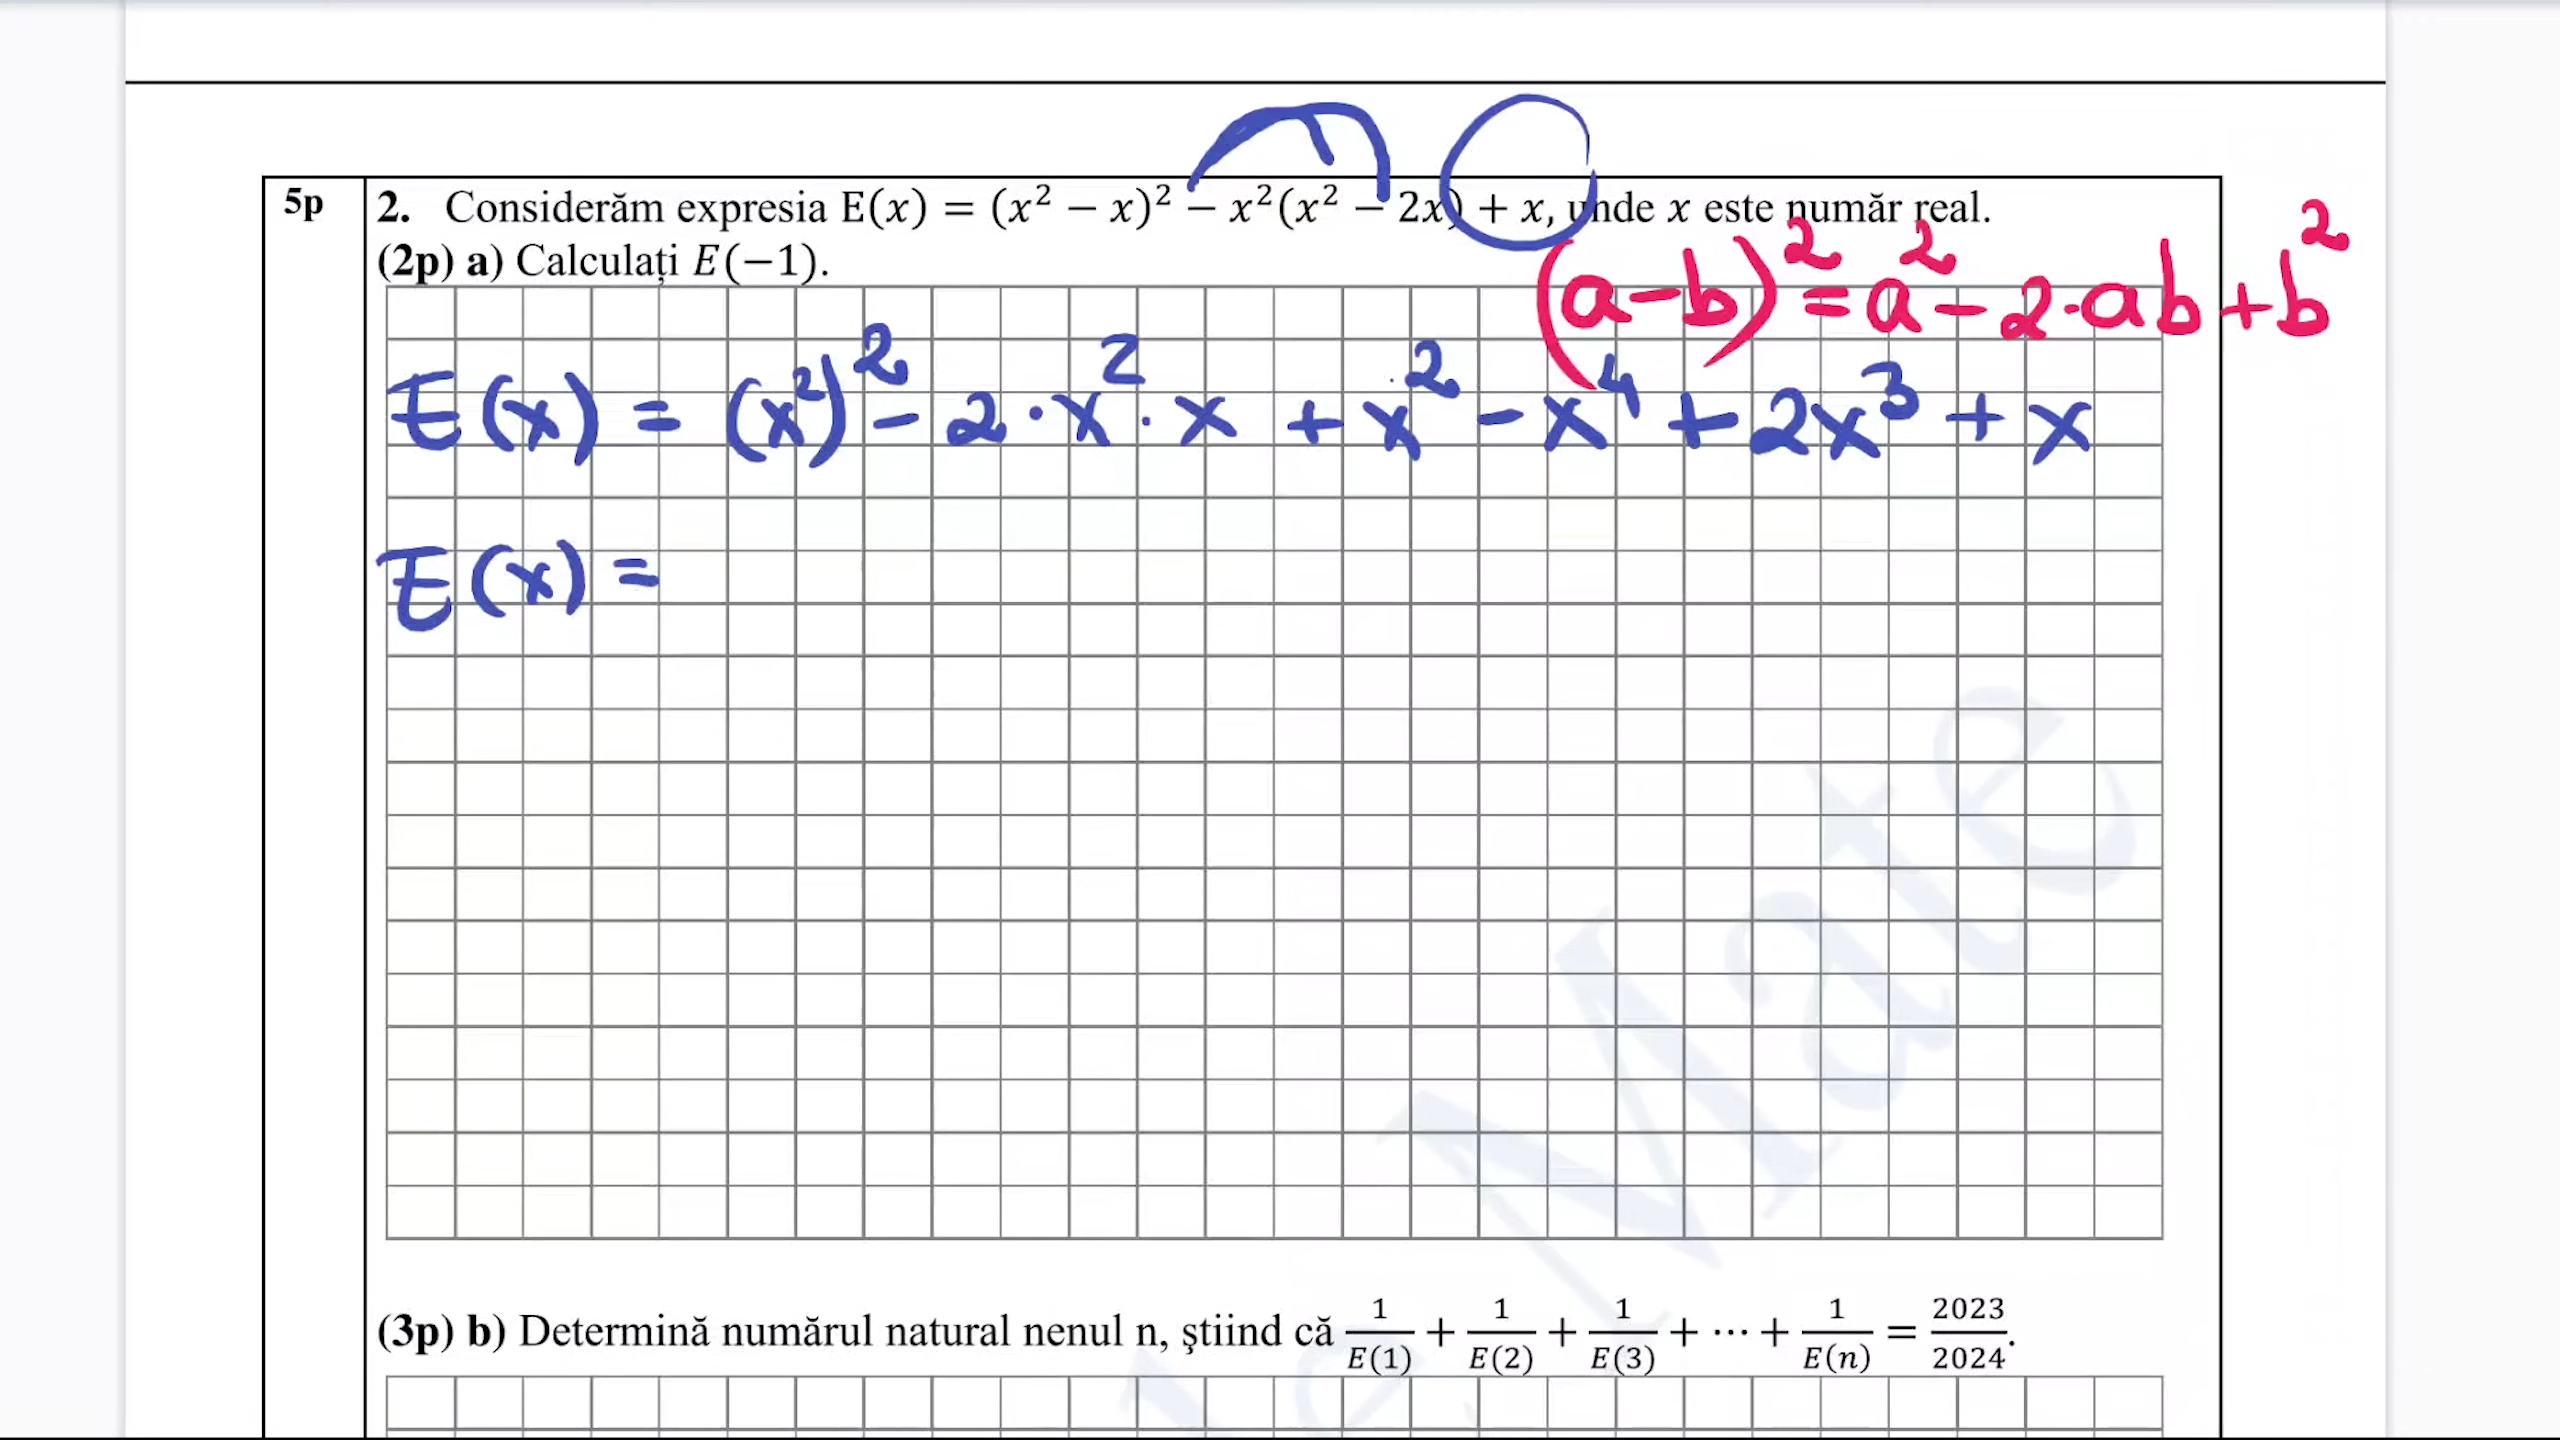 5p
2. Considerăm expresia E(x) = (x² − x)² − x²(x² − 2x) + x, unde x este număr real.
(2p) a) Calculați E(−1).
(a-b)² = a² - 2·ab + b²
E(x) = (x²)² - 2·x²·x + x² - x⁴ + 2x³ + x
E(x) =
(3p) b) Determină numărul natural nenul n, ştiind că 1/E(1) + 1/E(2) + 1/E(3) + ⋯ + 1/E(n) = 2023/2024.
Mate